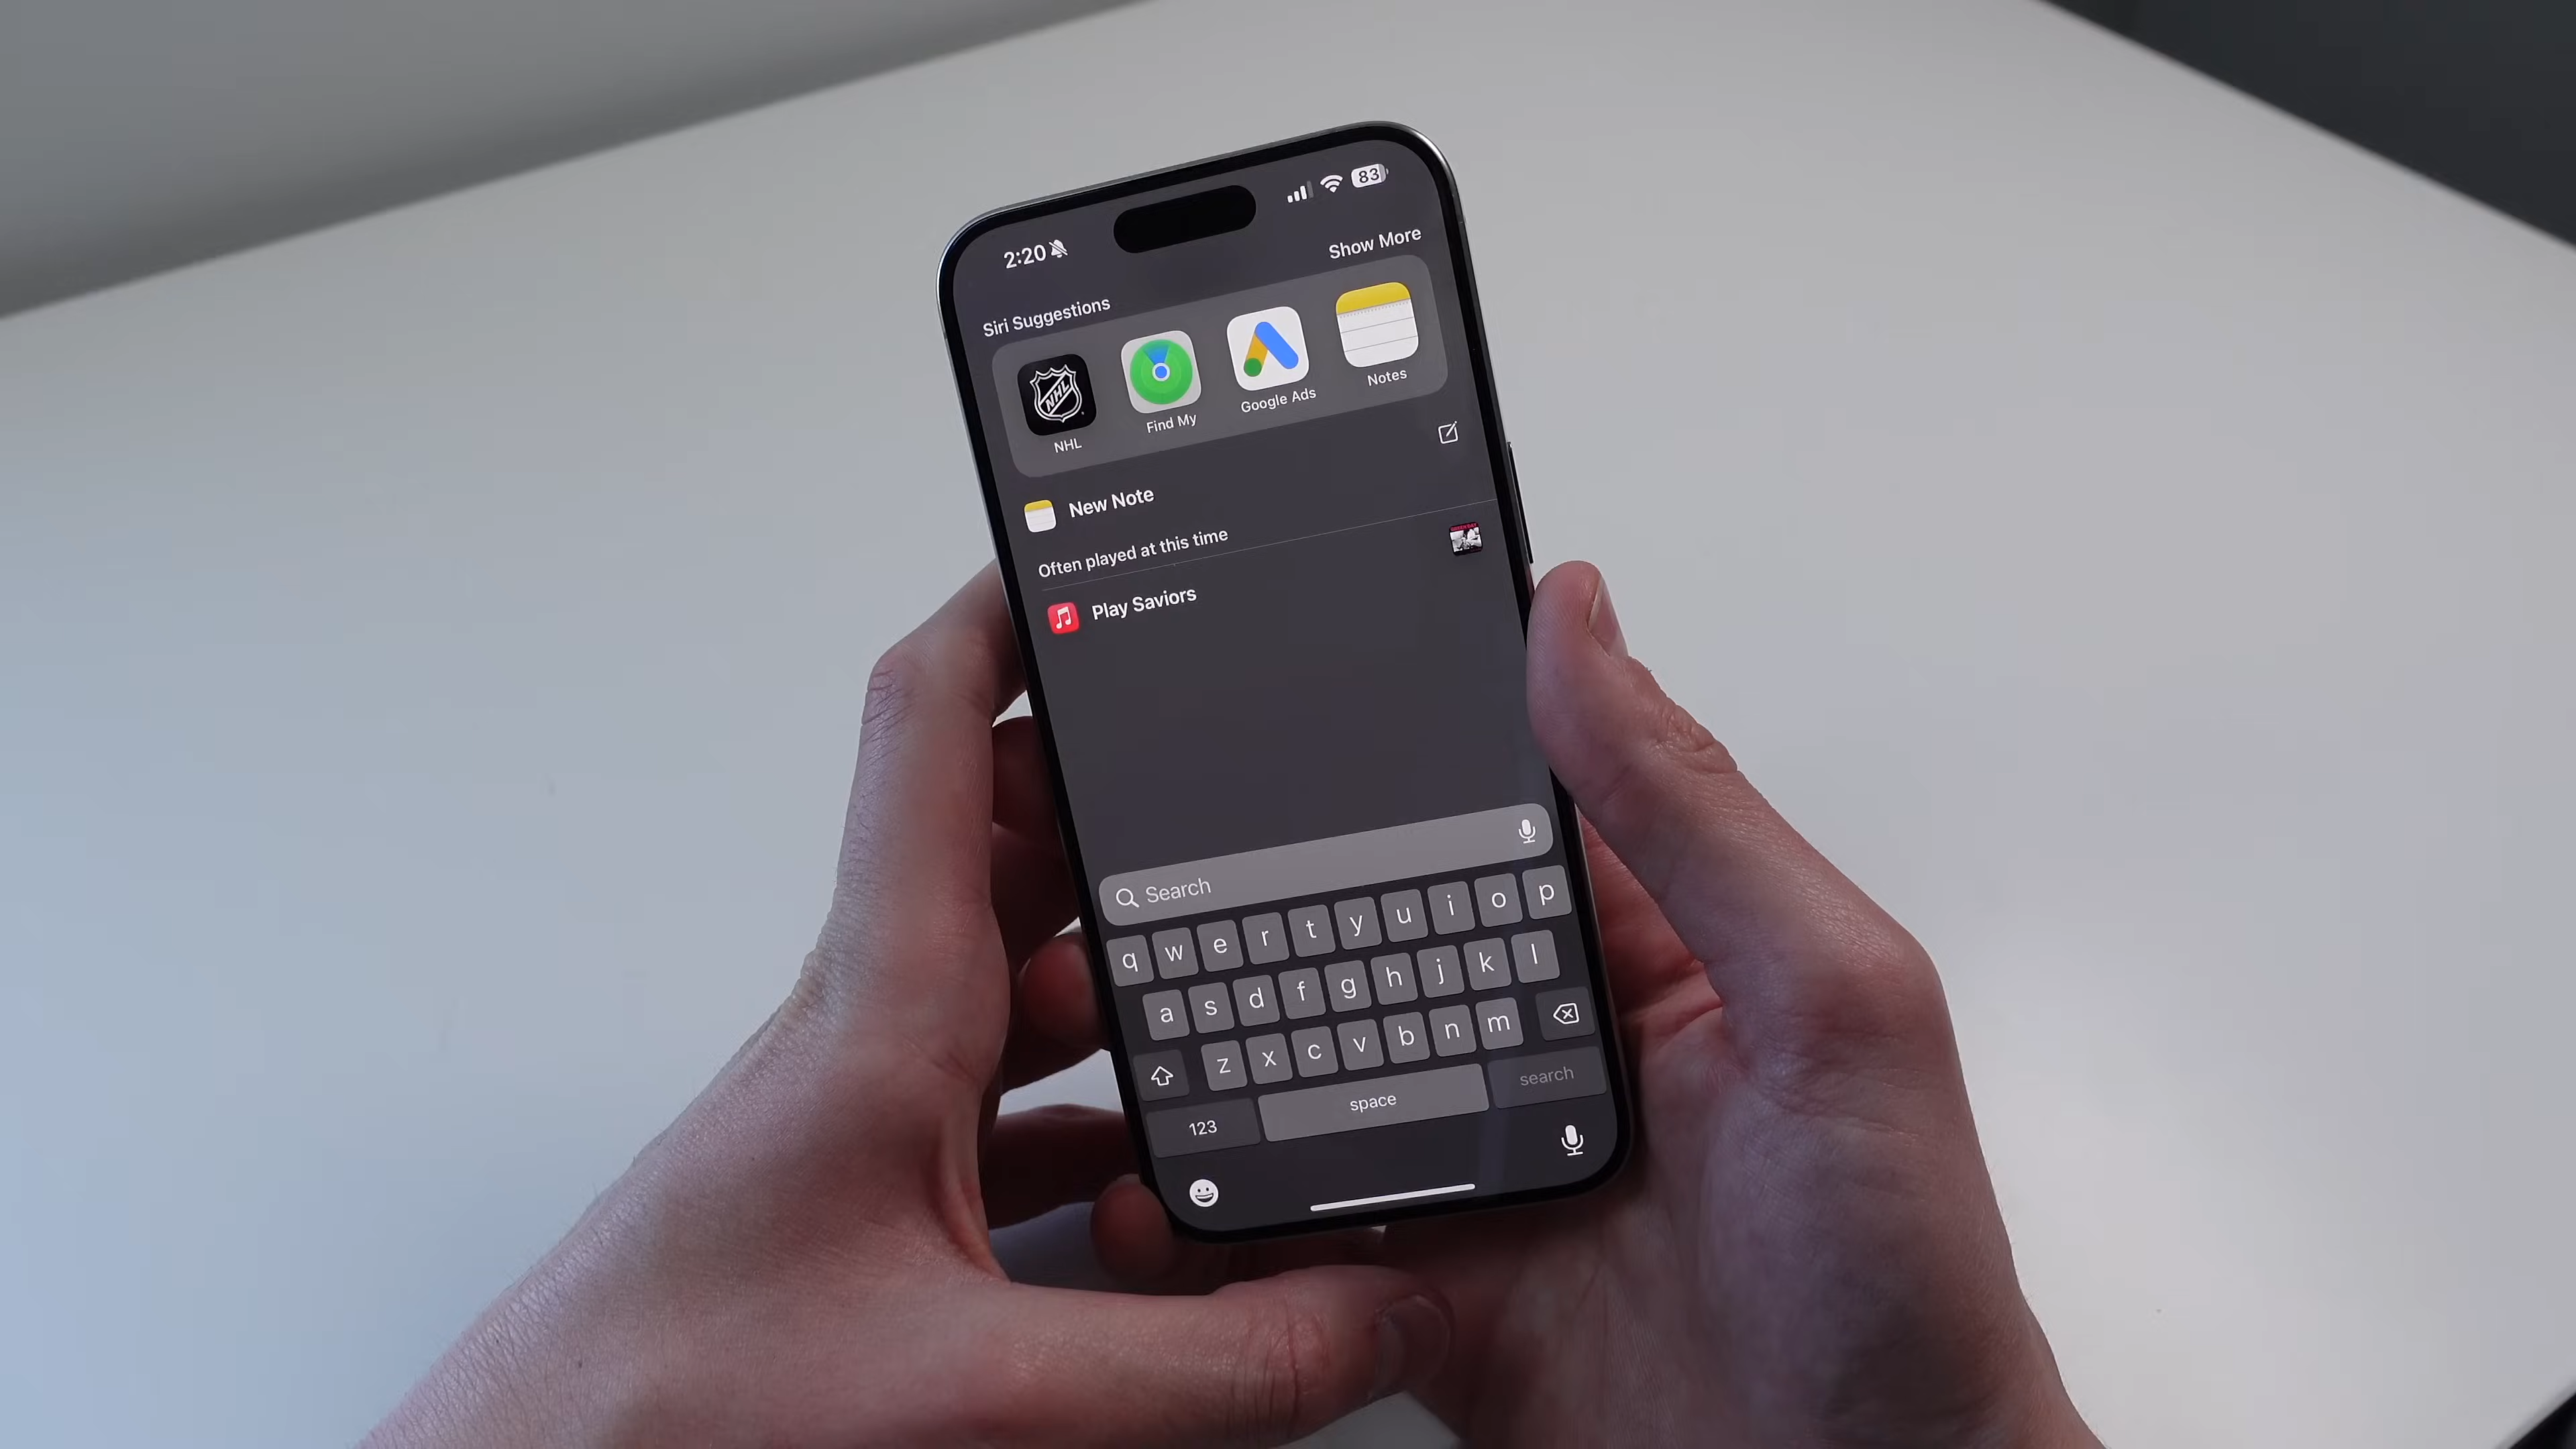 2:20
83
Show More
Siri Suggestions
NHL
NHL
Find My
Google Ads
Notes
New Note
Often played at this time
Play Saviors
Search
q w e r t y u i o p
a s d f g h j k l
z x c v b n m
123 space search